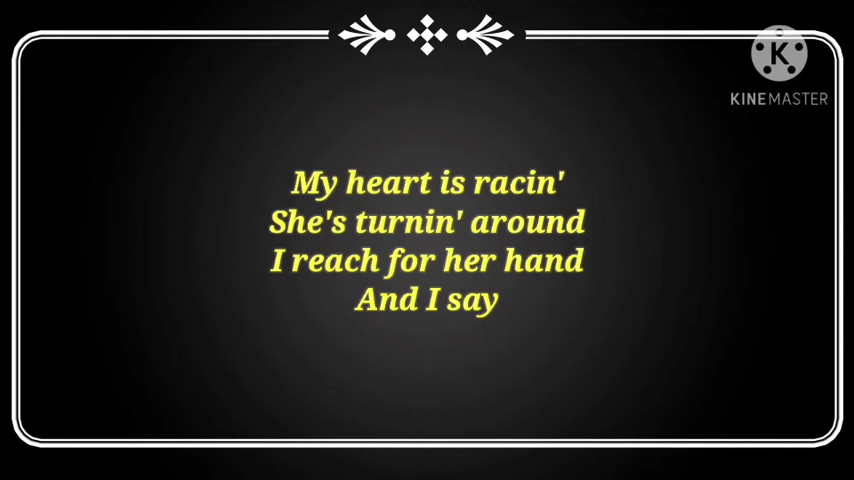 K
KINEMASTER
My heart is racin'
She's turnin' around
I reach for her hand
And I say